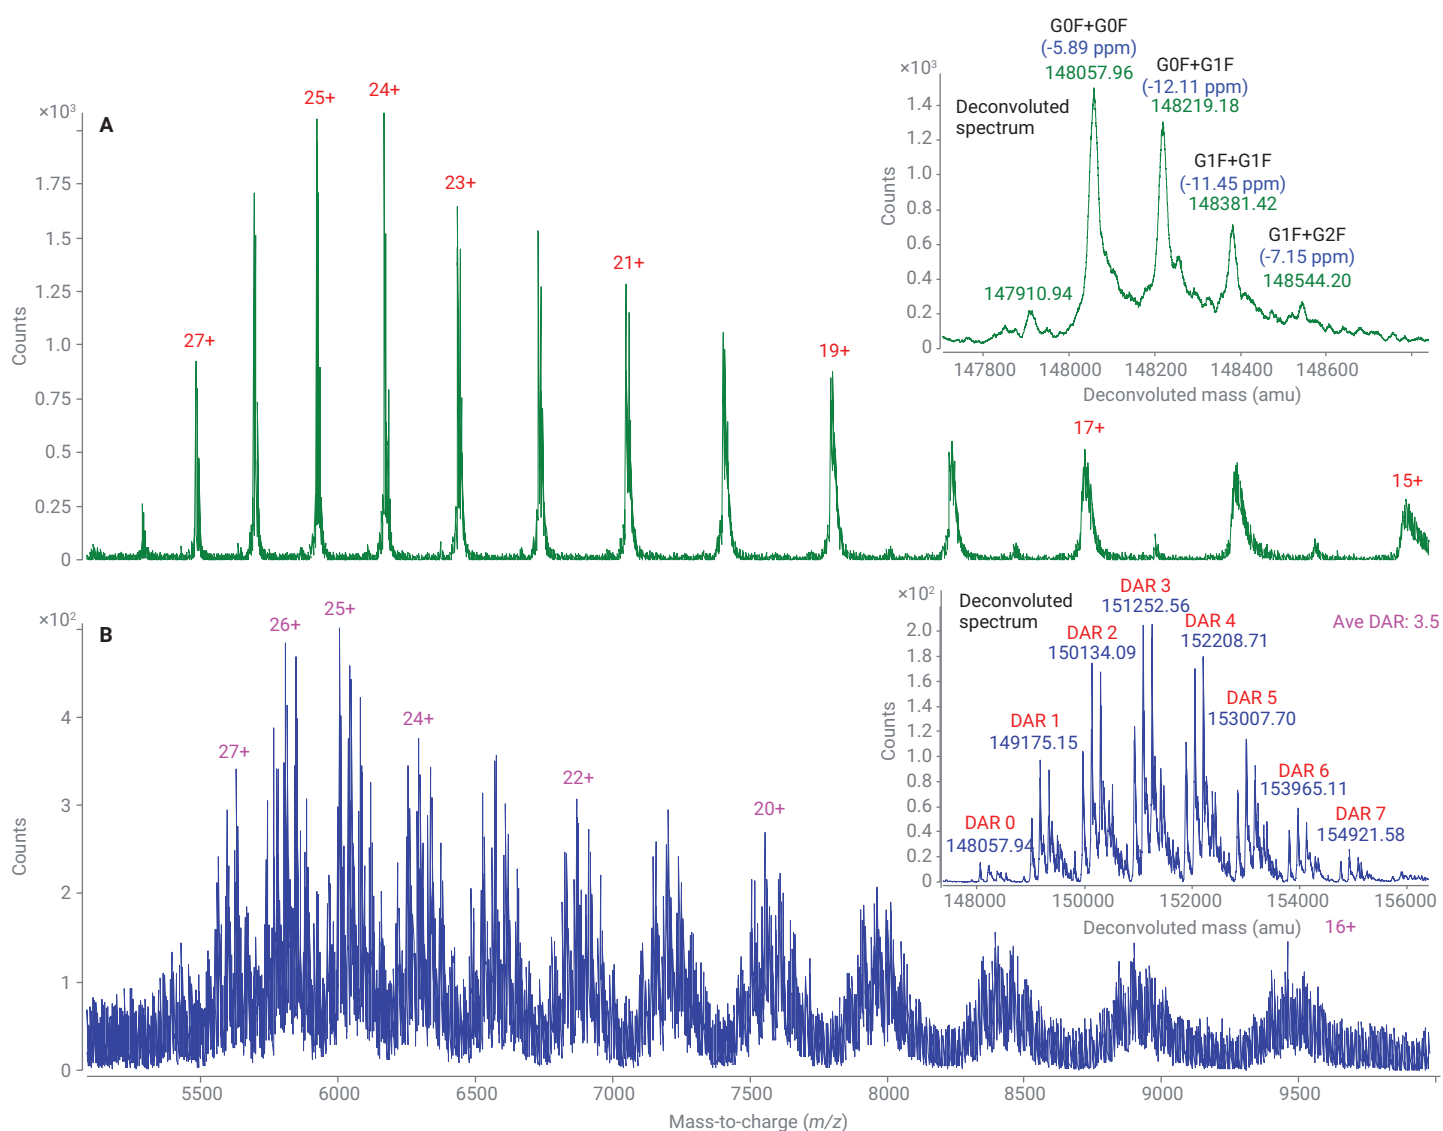 A
×10³
1.75
1.5
1.25
1.0
0.75
0.5
0.25
0
Counts
27+
25+
24+
23+
21+
19+
17+
15+
Deconvoluted
spectrum
×10³
1.4
1.2
1.0
0.8
0.6
0.4
0.2
0
Counts
G0F+G0F
(-5.89 ppm)
148057.96
G0F+G1F
(-12.11 ppm)
148219.18
G1F+G1F
(-11.45 ppm)
148381.42
G1F+G2F
(-7.15 ppm)
148544.20
147910.94
147800 148000 148200 148400 148600
Deconvoluted mass (amu)
B
×10²
4
3
2
1
0
Counts
27+
26+
25+
24+
22+
20+
16+
Deconvoluted
spectrum
×10²
2.0
1.8
1.6
1.4
1.2
1.0
0.8
0.6
0.4
0.2
0
Counts
DAR 0
148057.94
DAR 1
149175.15
DAR 2
150134.09
DAR 3
151252.56
DAR 4
152208.71
DAR 5
153007.70
DAR 6
153965.11
DAR 7
154921.58
Ave DAR: 3.5
148000 150000 152000 154000 156000
Deconvoluted mass (amu)
5500 6000 6500 7000 7500 8000 8500 9000 9500
Mass-to-charge (m/z)